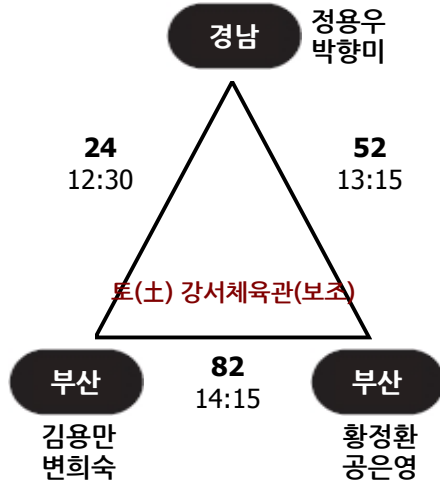 경남
정용우
박향미
24
12:30
52
13:15
토(土) 강서체육관(보조)
82
14:15
부산
김용만
변희숙
부산
황정환
공은영